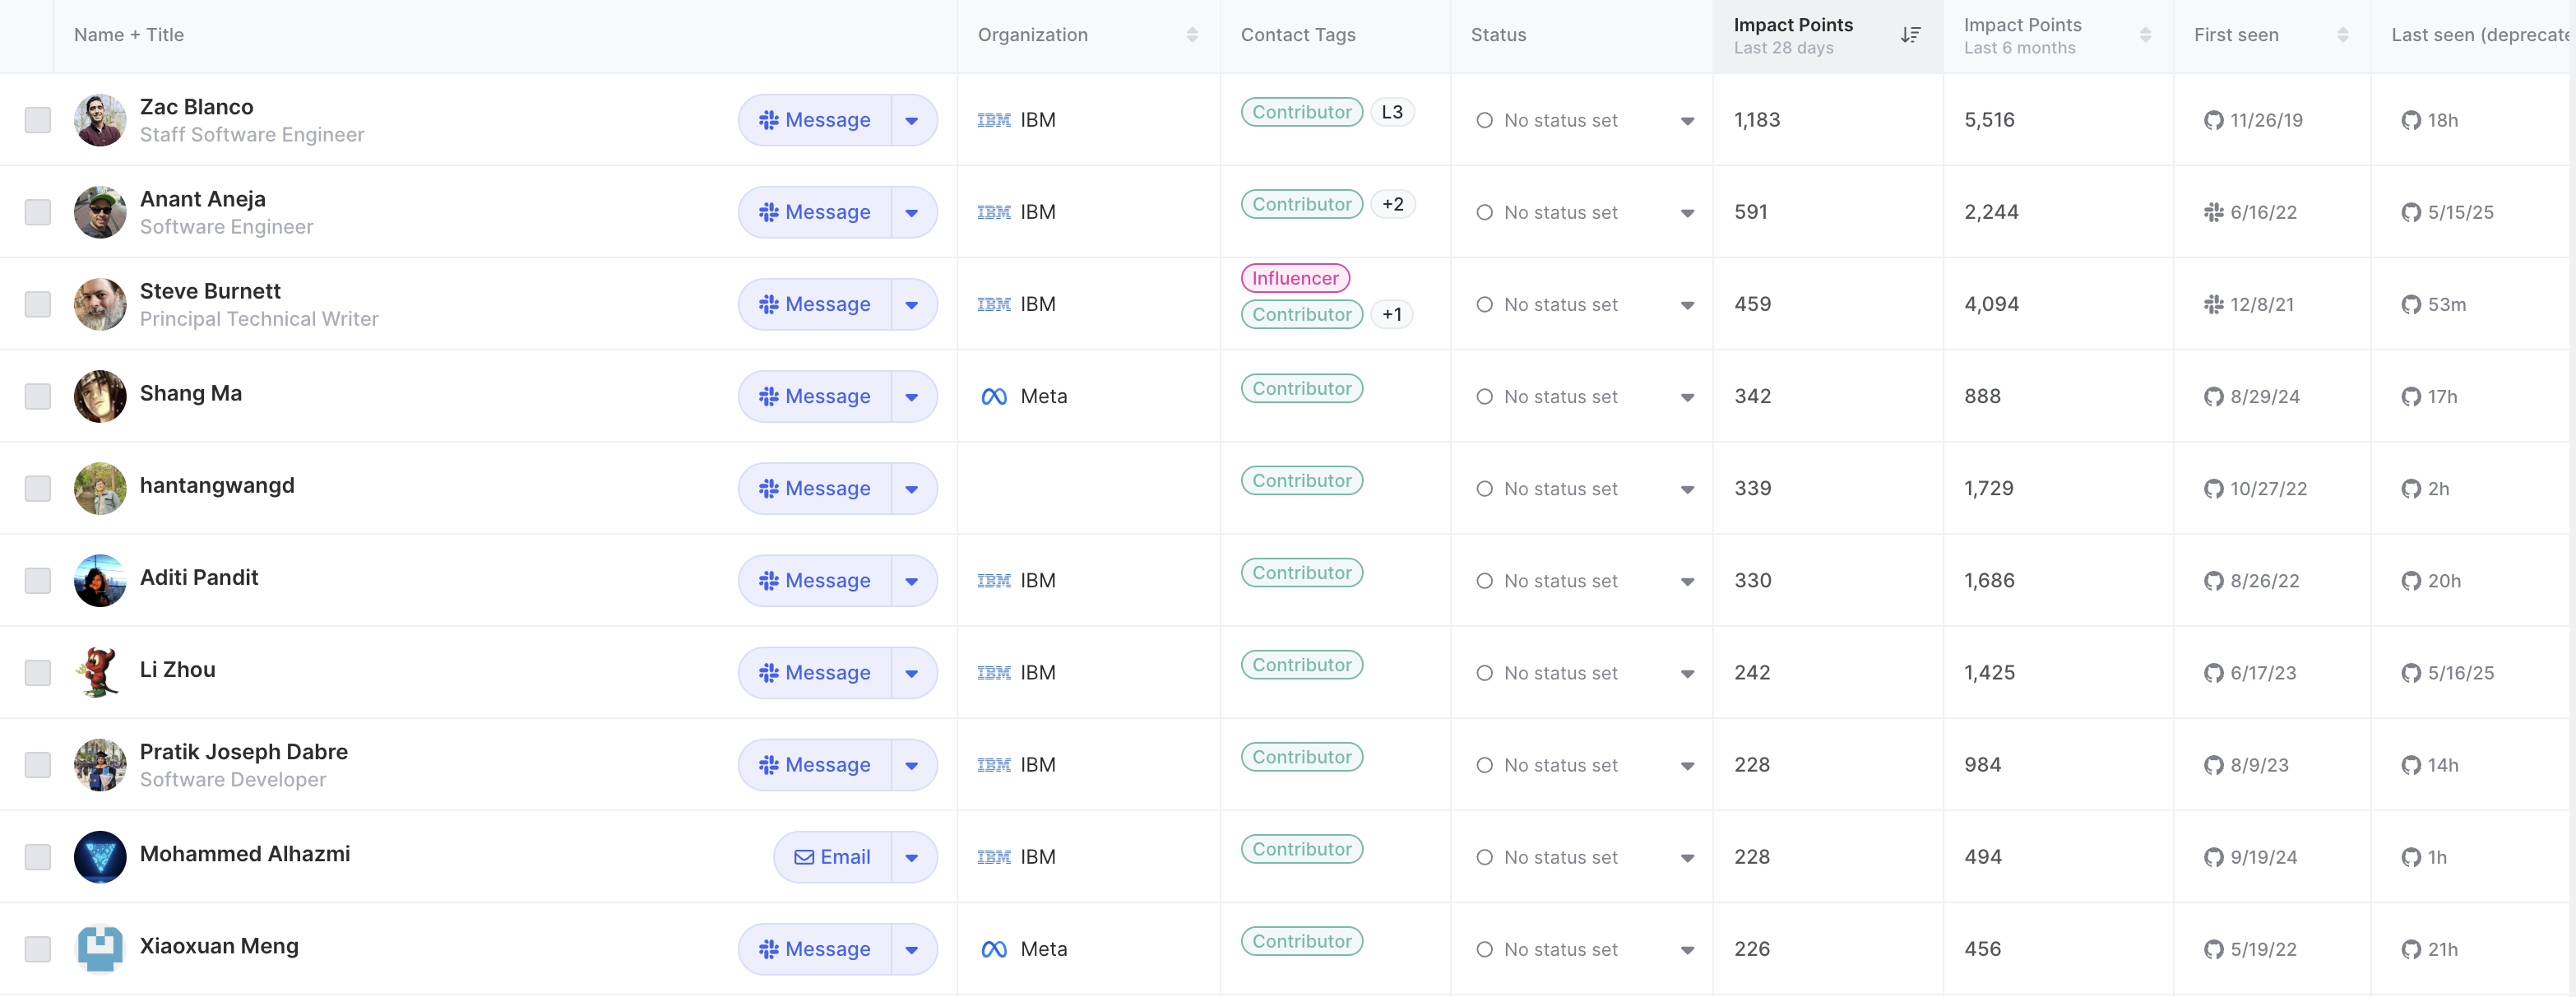 Name + Title Organization Contact Tags Status Impact Points Last 28 days Impact Points Last 6 months First seen Last seen (deprecate
Zac Blanco Staff Software Engineer Message IBM IBM Contributor L3 No status set 1,183 5,516 11/26/19 18h
Anant Aneja Software Engineer Message IBM IBM Contributor +2 No status set 591 2,244 6/16/22 5/15/25
Steve Burnett Principal Technical Writer Message IBM IBM Influencer Contributor +1 No status set 459 4,094 12/8/21 53m
Shang Ma Message Meta Contributor No status set 342 888 8/29/24 17h
hantangwangd Message Contributor No status set 339 1,729 10/27/22 2h
Aditi Pandit Message IBM IBM Contributor No status set 330 1,686 8/26/22 20h
Li Zhou Message IBM IBM Contributor No status set 242 1,425 6/17/23 5/16/25
Pratik Joseph Dabre Software Developer Message IBM IBM Contributor No status set 228 984 8/9/23 14h
Mohammed Alhazmi Email IBM IBM Contributor No status set 228 494 9/19/24 1h
Xiaoxuan Meng Message Meta Contributor No status set 226 456 5/19/22 21h